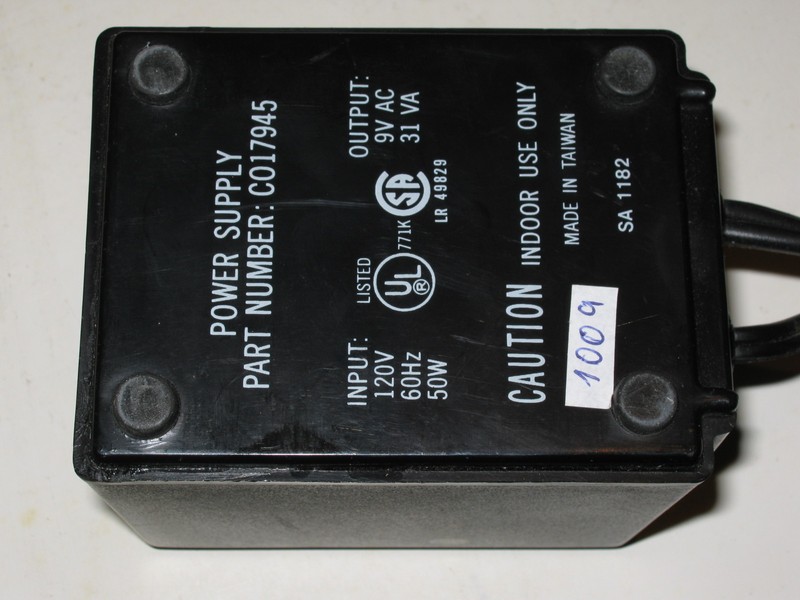 POWER SUPPLY
PART NUMBER: CO17945
INPUT:
120V
60Hz
50W
LISTED
UL
®
771K
SA
LR 49829
OUTPUT:
9V AC
31 VA
CAUTION INDOOR USE ONLY
MADE IN TAIWAN
SA 1182
1009